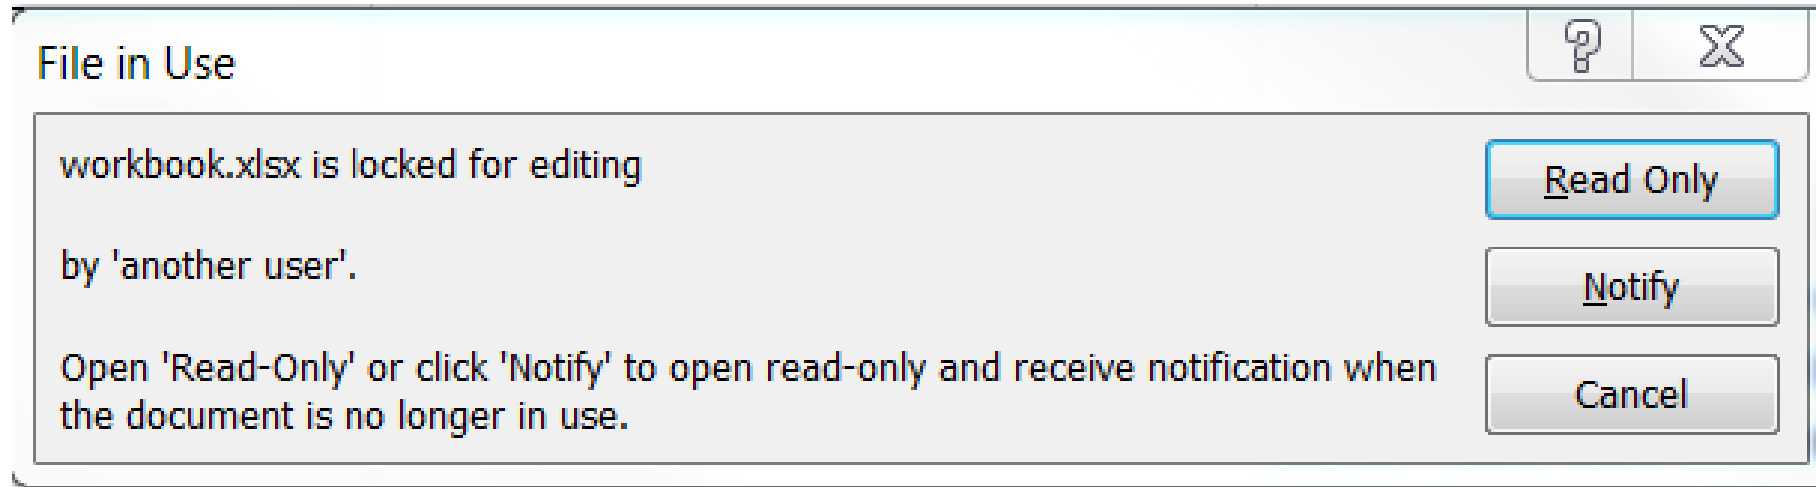 File in Use
workbook.xlsx is locked for editing
by 'another user'.
Open 'Read-Only' or click 'Notify' to open read-only and receive notification when
the document is no longer in use.
Read Only
Notify
Cancel